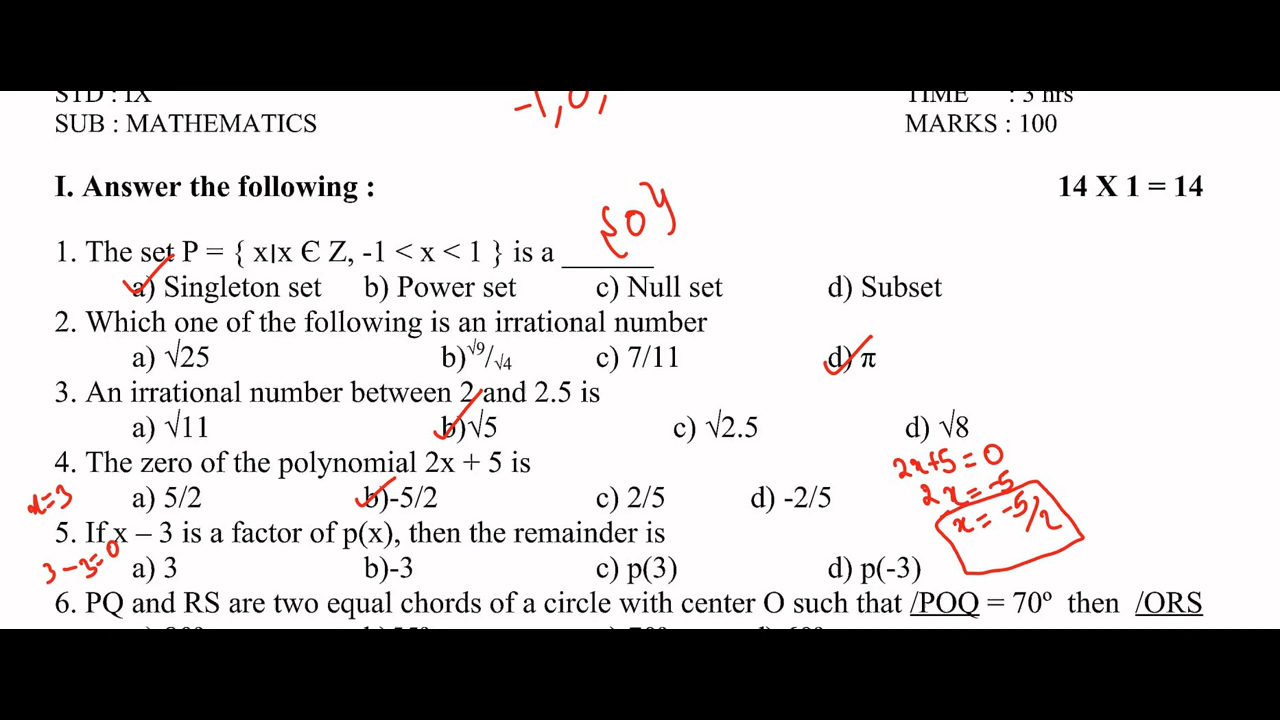 STD : IX TIME : 3 hrs
-1, 0,
SUB : MATHEMATICS MARKS : 100
I. Answer the following : 14 X 1 = 14
{0}
1. The set P = { x|x Є Z, -1 < x < 1 } is a ______
a) Singleton set b) Power set c) Null set d) Subset
2. Which one of the following is an irrational number
a) √25 b) √9/√4 c) 7/11 d) π
3. An irrational number between 2 and 2.5 is
a) √11 b) √5 c) √2.5 d) √8
4. The zero of the polynomial 2x + 5 is
2x+5 = 0
2x = -5
x = -5/2
x=3
a) 5/2 b)-5/2 c) 2/5 d) -2/5
5. If x – 3 is a factor of p(x), then the remainder is
3-3=0
a) 3 b)-3 c) p(3) d) p(-3)
6. PQ and RS are two equal chords of a circle with center O such that /POQ = 70º then /ORS